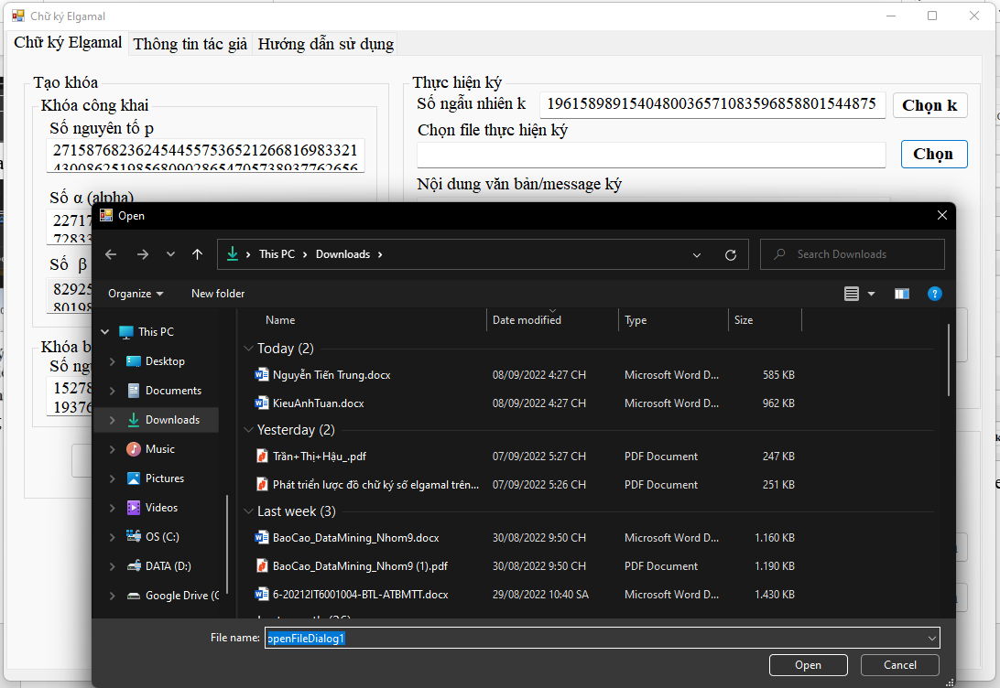 Chữ ký Elgamal
Chữ ký Elgamal Thông tin tác giả Hướng dẫn sử dụng
Tạo khóa
Khóa công khai
Số nguyên tố p
2715876823624544557536521266816983321
430086251985680902865470573893776265 6
Số α (alpha)
22717
72833
Số β
82925
80198
Khóa b
Số ngu
15278
19376
Thực hiện ký
Số ngẫu nhiên k 1961589891540480036571083596858801544875 Chọn k
Chọn file thực hiện ký
Chọn
Nội dung văn bản/message ký
Open
This PC Downloads
Search Downloads
Organize New folder
This PC
Desktop
Documents
Downloads
Music
Pictures
Videos
OS (C:)
DATA (D:)
Google Drive (G
Name Date modified Type Size
Today (2)
Nguyễn Tiến Trung.docx 08/09/2022 4:27 CH Microsoft Word D... 585 KB
KieuAnhTuan.docx 08/09/2022 4:27 CH Microsoft Word D... 962 KB
Yesterday (2)
Trần+Thị+Hậu_.pdf 07/09/2022 5:27 CH PDF Document 247 KB
Phát triển lược đồ chữ ký số elgamal trên... 07/09/2022 5:26 CH PDF Document 251 KB
Last week (3)
BaoCao_DataMining_Nhom9.docx 30/08/2022 9:50 CH Microsoft Word D... 1.160 KB
BaoCao_DataMining_Nhom9 (1).pdf 30/08/2022 9:50 CH PDF Document 1.190 KB
6-20212IT6001004-BTL-ATBMTT.docx 29/08/2022 10:40 SA Microsoft Word D... 1.430 KB
File name: openFileDialog1
Open Cancel